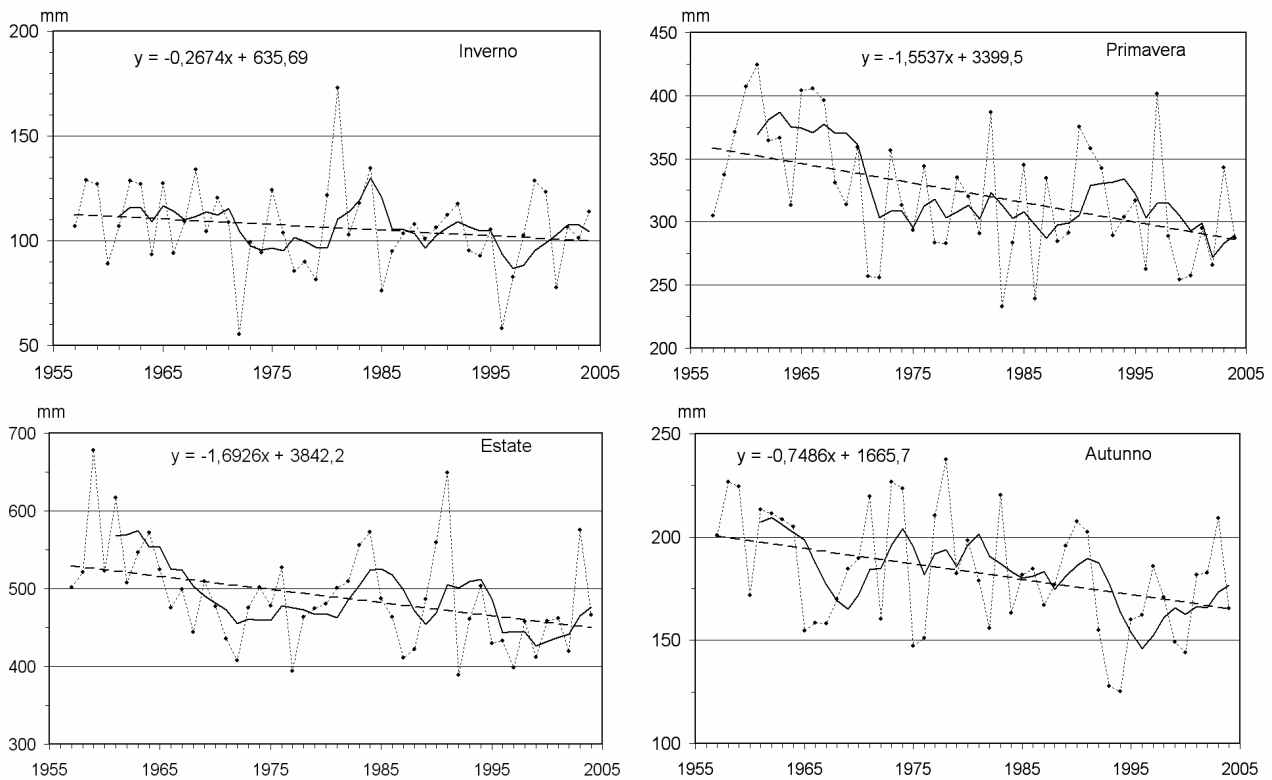 mm
200
150
100
50
y = -0,2674x + 635,69
Inverno
1955 1965 1975 1985 1995 2005
mm
450
400
350
300
250
200
y = -1,5537x + 3399,5
Primavera
1955 1965 1975 1985 1995 2005
mm
700
600
500
400
300
y = -1,6926x + 3842,2
Estate
1955 1965 1975 1985 1995 2005
mm
250
200
150
100
y = -0,7486x + 1665,7
Autunno
1955 1965 1975 1985 1995 2005